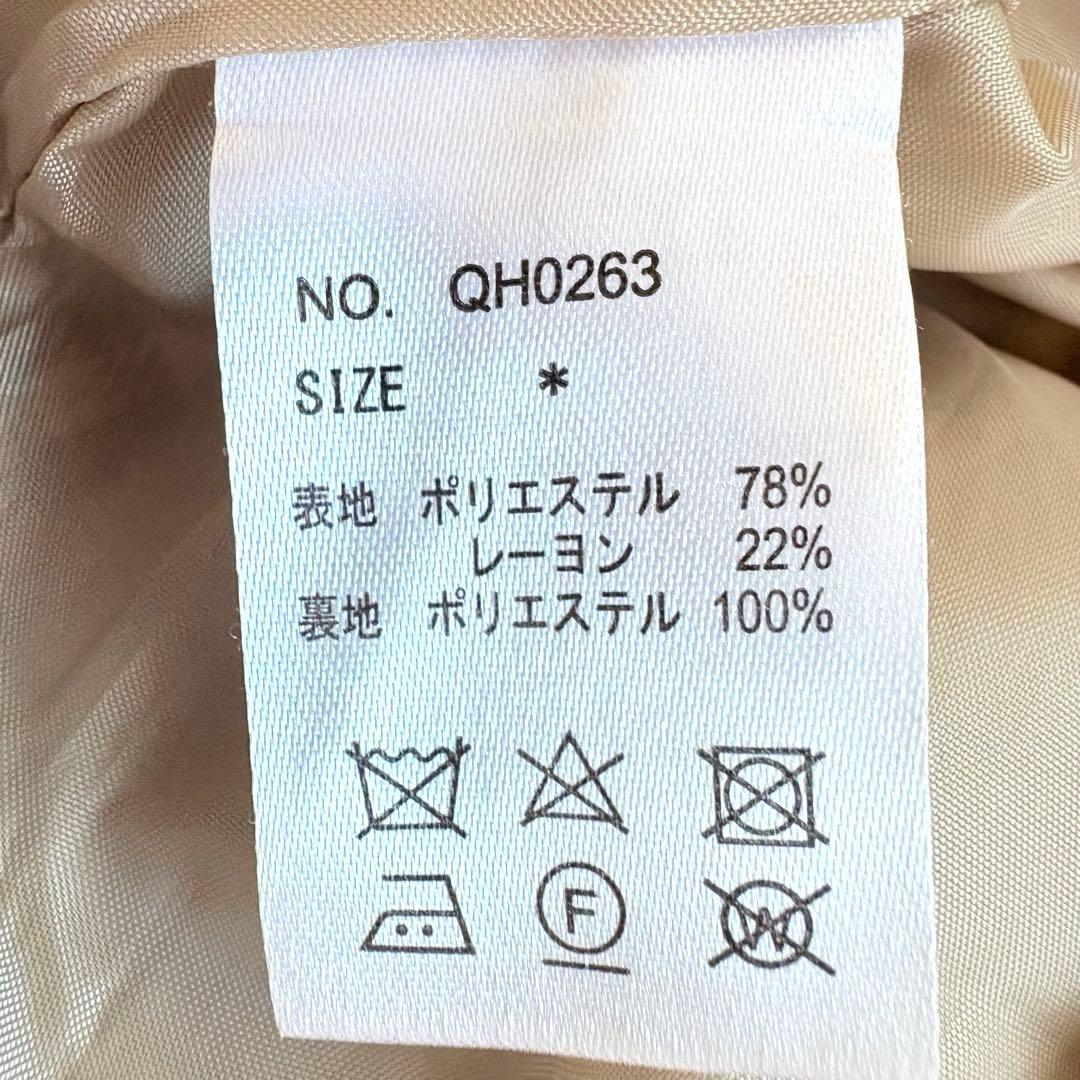 NO. QH0263
SIZE *
表地 ポリエステル 78%
レーヨン 22%
裏地 ポリエステル 100%
F
W